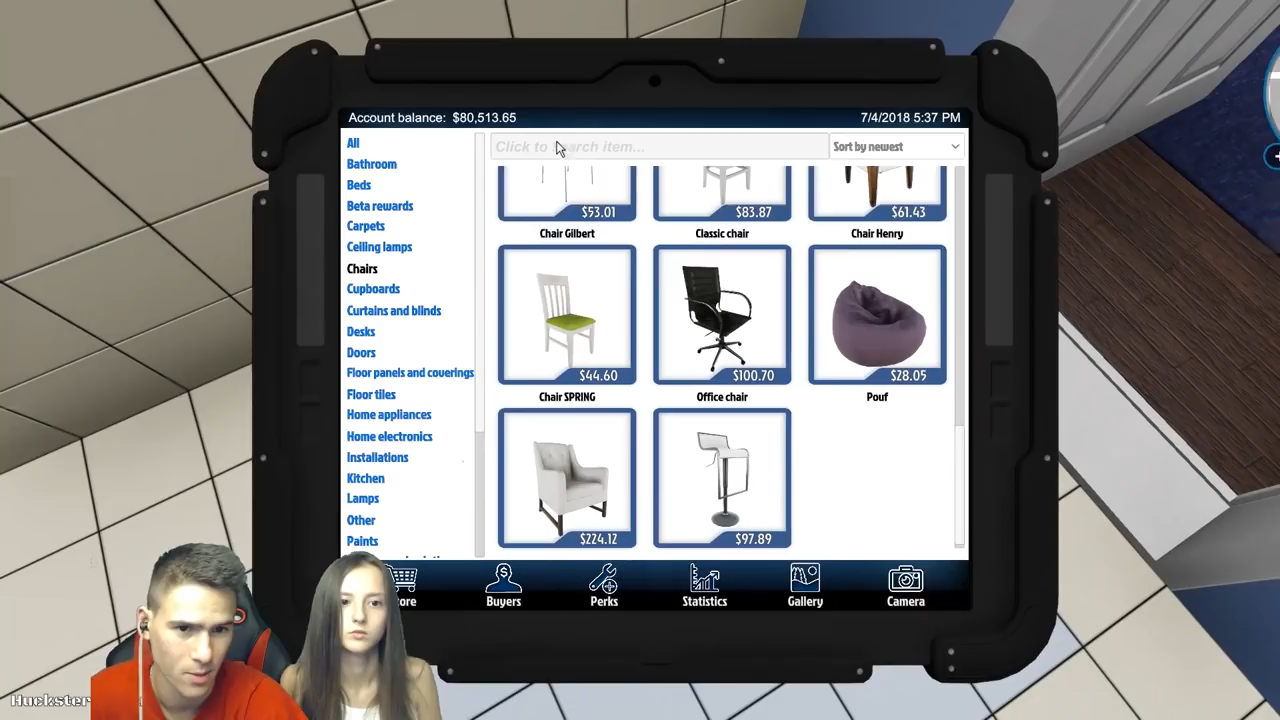 Account balance: $80,513.65
7/4/2018 5:37 PM
All
Bathroom
Beds
Beta rewards
Carpets
Ceiling lamps
Chairs
Cupboards
Curtains and blinds
Desks
Doors
Floor panels and coverings
Floor tiles
Home appliances
Home electronics
Installations
Kitchen
Lamps
Other
Paints
Click to search item...
Sort by newest
$53.01
$83.87
$61.43
Chair Gilbert
Classic chair
Chair Henry
$44.60
$100.70
$28.05
Chair SPRING
Office chair
Pouf
$224.12
$97.89
Buyers
Perks
Statistics
Gallery
Camera
Huckster